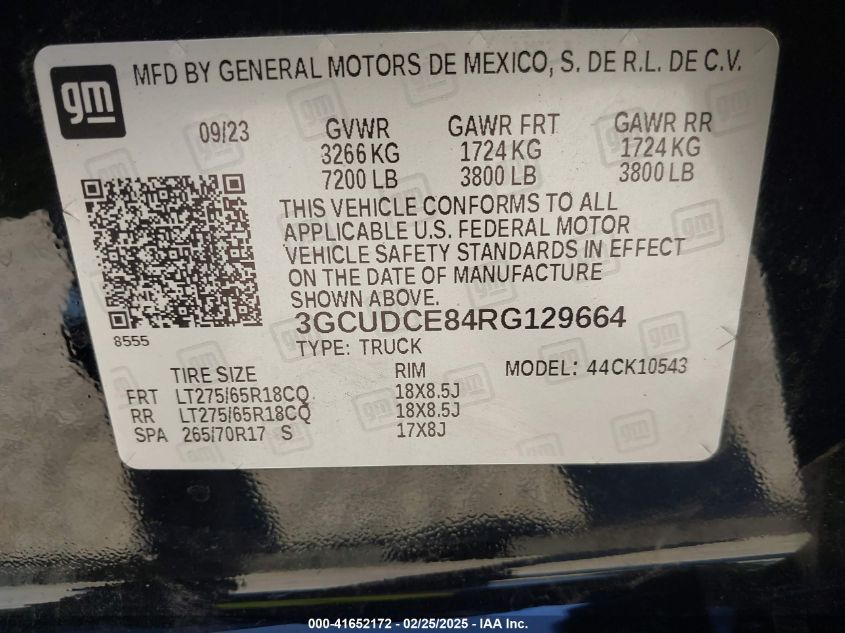 gm
MFD BY GENERAL MOTORS DE MEXICO, S. DE R.L. DE C.V.
09/23 GVWR GAWR FRT GAWR RR
3266 KG 1724 KG 1724 KG
7200 LB 3800 LB 3800 LB
THIS VEHICLE CONFORMS TO ALL
APPLICABLE U.S. FEDERAL MOTOR
VEHICLE SAFETY STANDARDS IN EFFECT
ON THE DATE OF MANUFACTURE
SHOWN ABOVE.
8555
3GCUDCE84RG129664
TYPE: TRUCK
TIRE SIZE RIM MODEL: 44CK10543
FRT LT275/65R18CQ 18X8.5J
RR LT275/65R18CQ 18X8.5J
SPA 265/70R17 S 17X8J
000-41652172 - 02/25/2025 - IAA Inc.